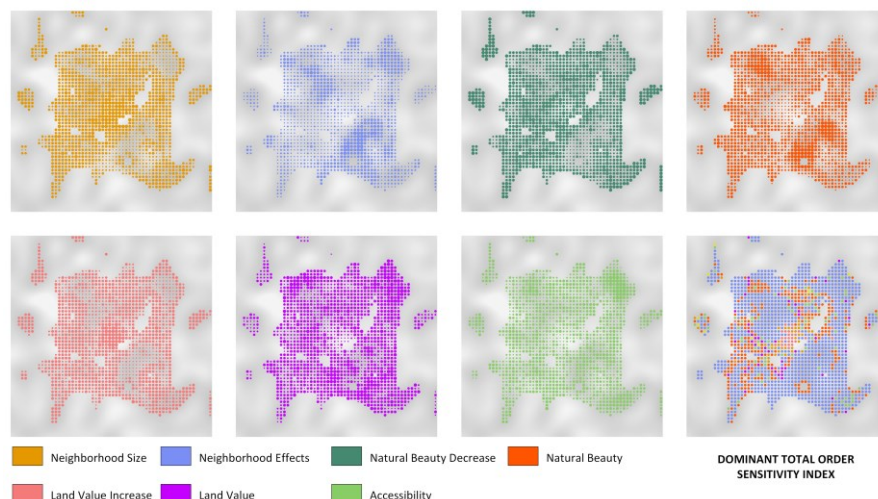 Neighborhood Size
Neighborhood Effects
Natural Beauty Decrease
Natural Beauty
DOMINANT TOTAL ORDER
SENSITIVITY INDEX
Land Value Increase
Land Value
Accessibility